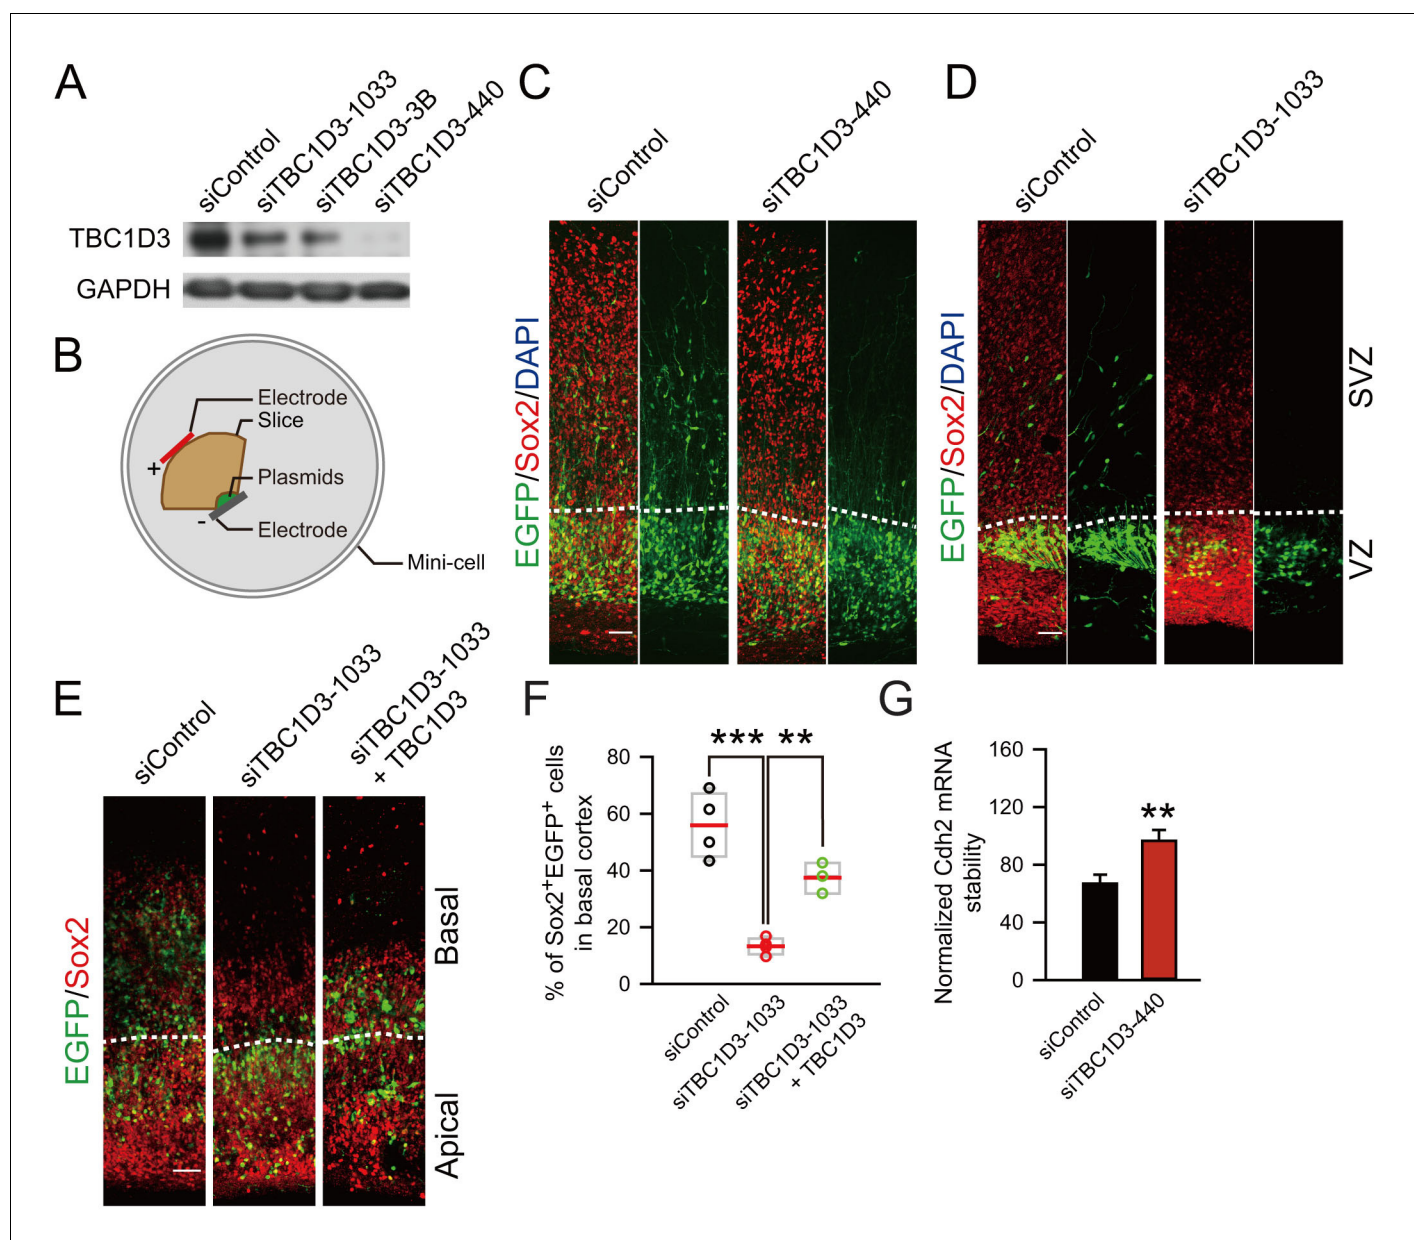 A
siControl
siTBC1D3-1033
siTBC1D3-3B
siTBC1D3-440
TBC1D3
GAPDH
B
Electrode
Slice
+
Plasmids
-
Electrode
Mini-cell
C
siControl
siTBC1D3-440
EGFP/Sox2/DAPI
D
siControl
siTBC1D3-1033
EGFP/Sox2/DAPI
SVZ
VZ
E
siControl
siTBC1D3-1033
siTBC1D3-1033
+ TBC1D3
EGFP/Sox2
Basal
Apical
F
% of Sox2+EGFP+ cells
in basal cortex
80
60
40
20
0
*** **
siControl
siTBC1D3-1033
siTBC1D3-1033
+ TBC1D3
G
Normalized Cdh2 mRNA
stability
160
120
80
40
0
**
siControl
siTBC1D3-440